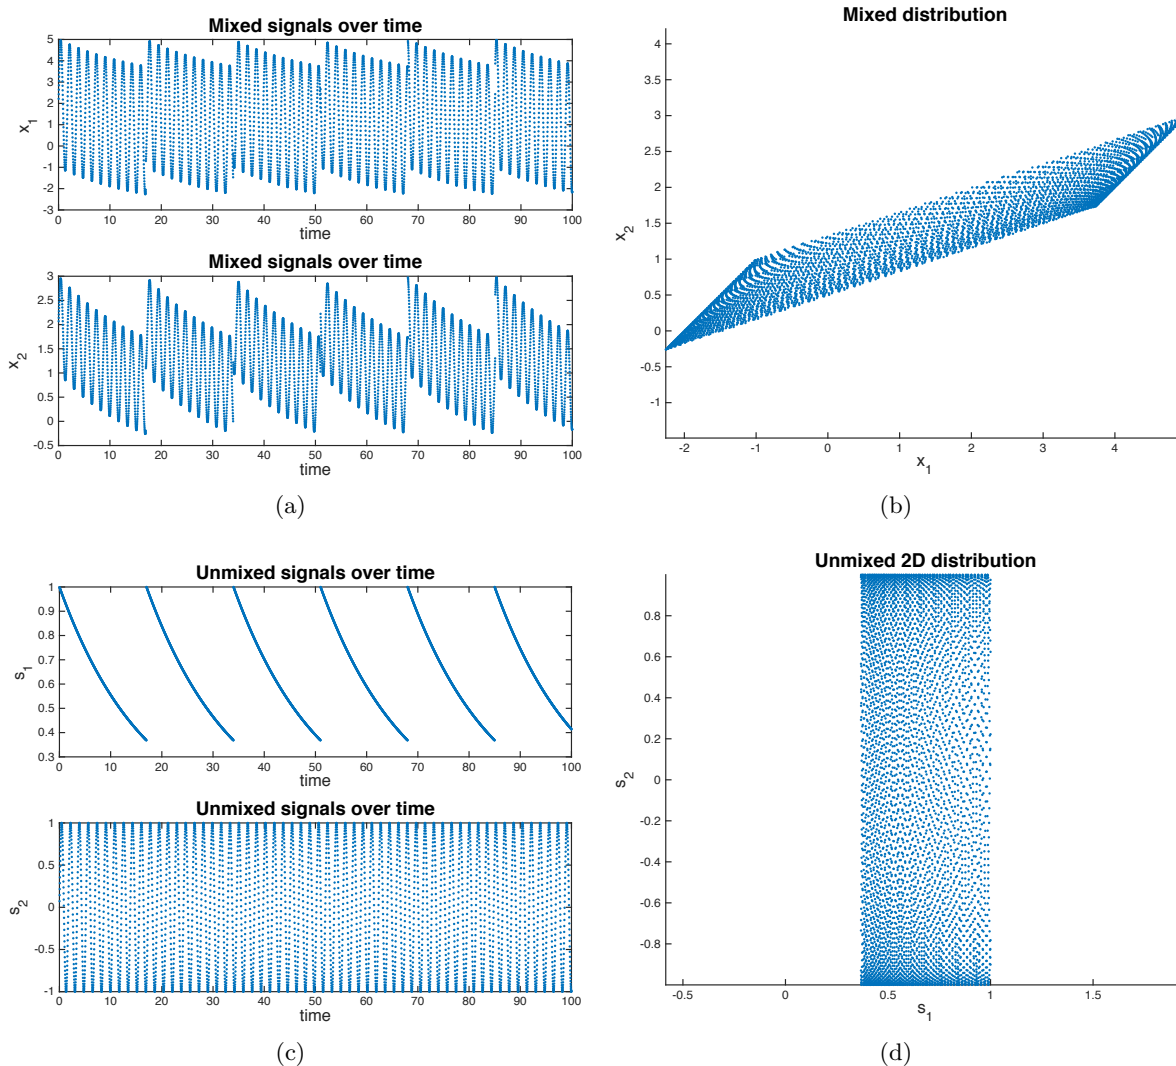 Mixed signals over time
5
4
3
2
1
0
-1
-2
-3
x1
0 10 20 30 40 50 60 70 80 90 100
time
Mixed signals over time
3
2.5
2
1.5
1
0.5
0
-0.5
x2
0 10 20 30 40 50 60 70 80 90 100
time
(a)
Mixed distribution
4
3.5
3
2.5
2
1.5
1
0.5
0
-0.5
-1
x2
-2 -1 0 1 2 3 4
x1
(b)
Unmixed signals over time
1
0.9
0.8
0.7
0.6
0.5
0.4
0.3
s1
0 10 20 30 40 50 60 70 80 90 100
time
Unmixed signals over time
1
0.5
0
-0.5
-1
s2
0 10 20 30 40 50 60 70 80 90 100
time
(c)
Unmixed 2D distribution
0.8
0.6
0.4
0.2
0
-0.2
-0.4
-0.6
-0.8
s2
-0.5 0 0.5 1 1.5
s1
(d)